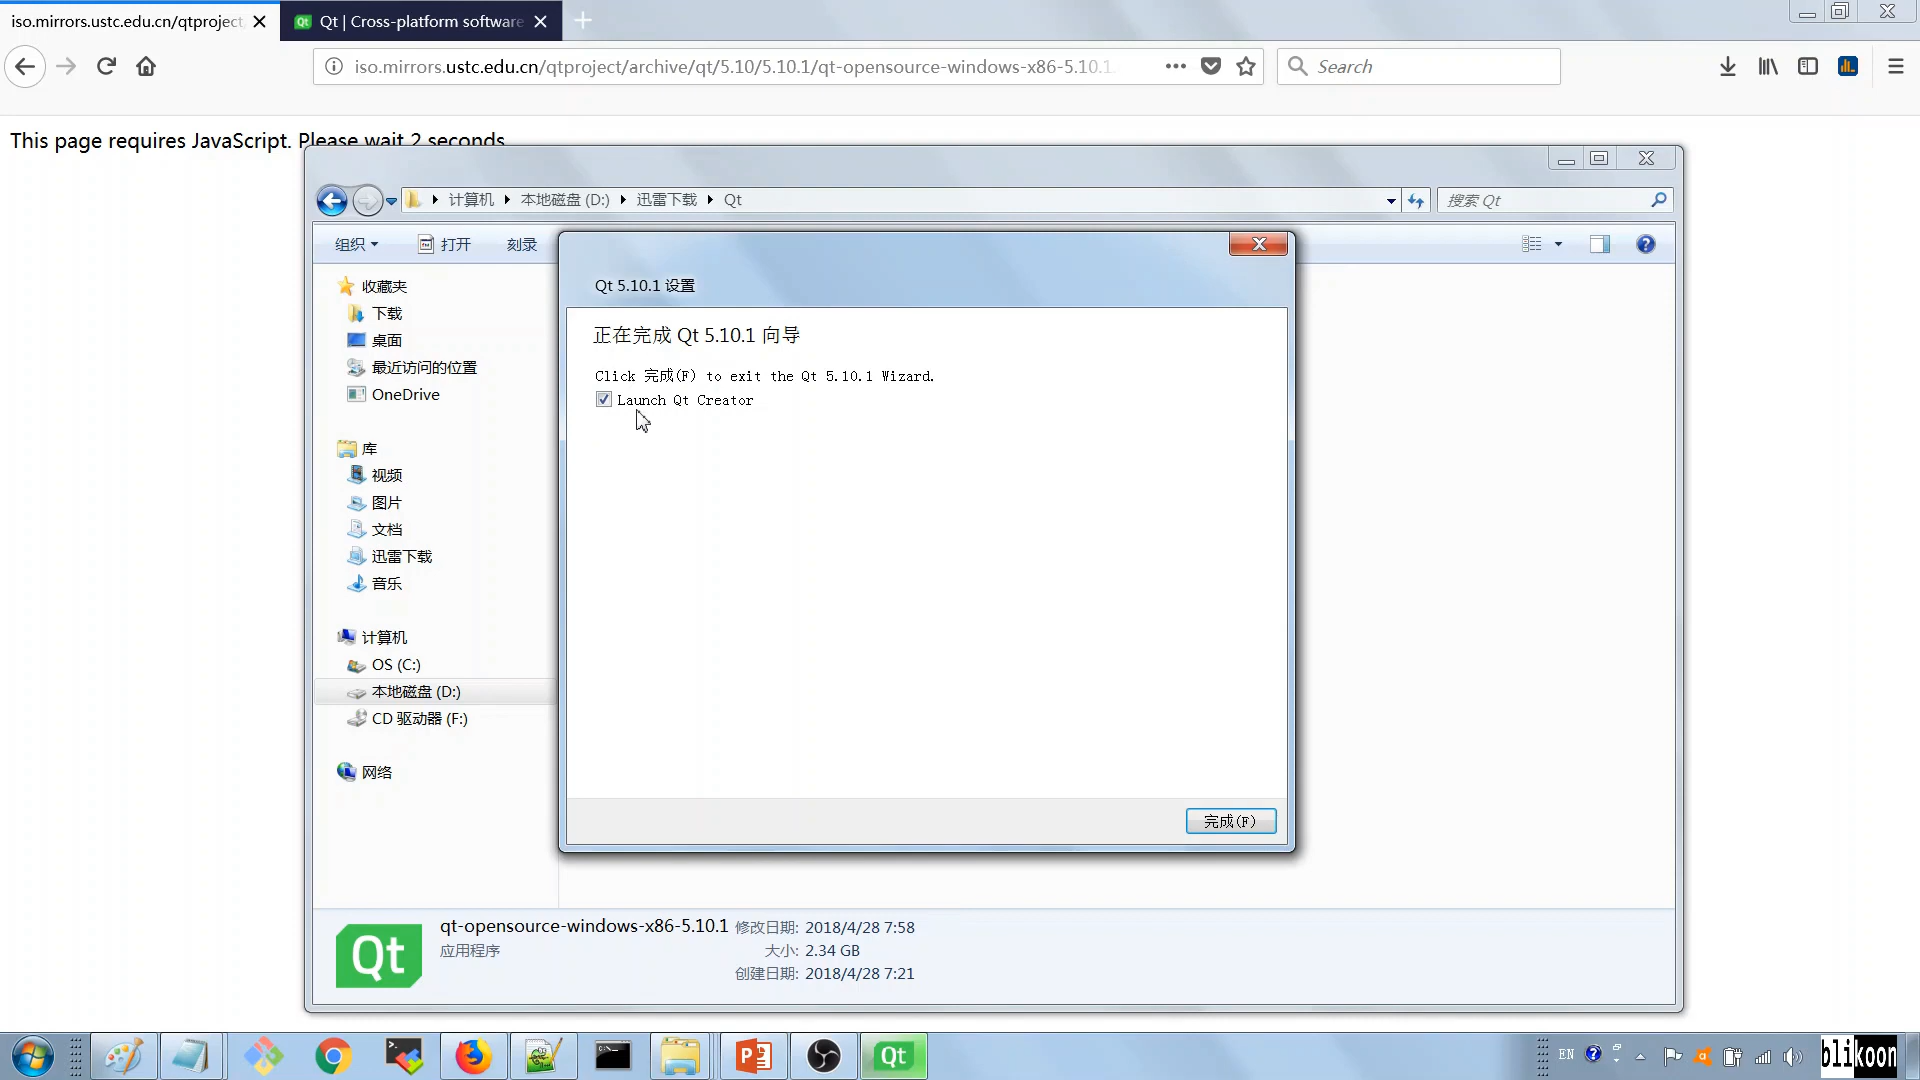 iso.mirrors.ustc.edu.cn/qtproject
Qt | Cross-platform software
iso.mirrors.ustc.edu.cn/qtproject/archive/qt/5.10/5.10.1/qt-opensource-windows-x86-5.10.1.
Search
This page requires JavaScript. Please wait 2 seconds
计算机
本地磁盘 (D:)
迅雷下载
Qt
搜索 Qt
组织
打开
刻录
收藏夹
下载
桌面
最近访问的位置
OneDrive
库
视频
图片
文档
迅雷下载
音乐
计算机
OS (C:)
本地磁盘 (D:)
CD 驱动器 (F:)
网络
Qt 5.10.1 设置
正在完成 Qt 5.10.1 向导
Click 完成(F) to exit the Qt 5.10.1 Wizard.
Launch Qt Creator
完成(F)
Qt
qt-opensource-windows-x86-5.10.1
应用程序
修改日期: 2018/4/28 7:58
大小: 2.34 GB
创建日期: 2018/4/28 7:21
Qt
EN
blikoon